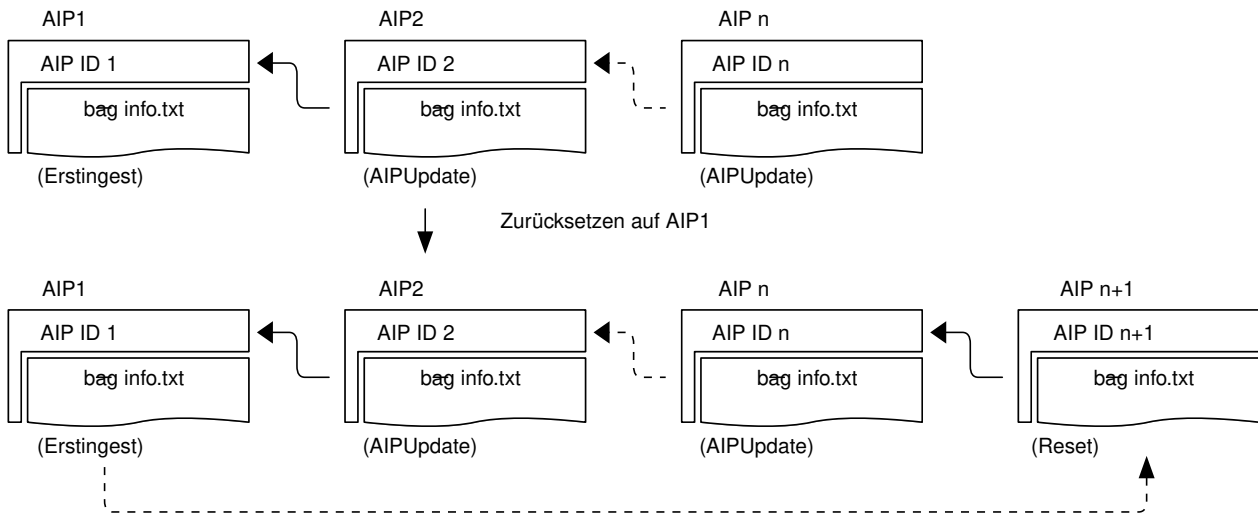 AIP1 AIP2 AIP n
AIP ID 1 AIP ID 2 AIP ID n
bag info.txt bag info.txt bag info.txt
(Erstingest) (AIPUpdate) (AIPUpdate)
Zurücksetzen auf AIP1
AIP1 AIP2 AIP n AIP n+1
AIP ID 1 AIP ID 2 AIP ID n AIP ID n+1
bag info.txt bag info.txt bag info.txt bag info.txt
(Erstingest) (AIPUpdate) (AIPUpdate) (Reset)